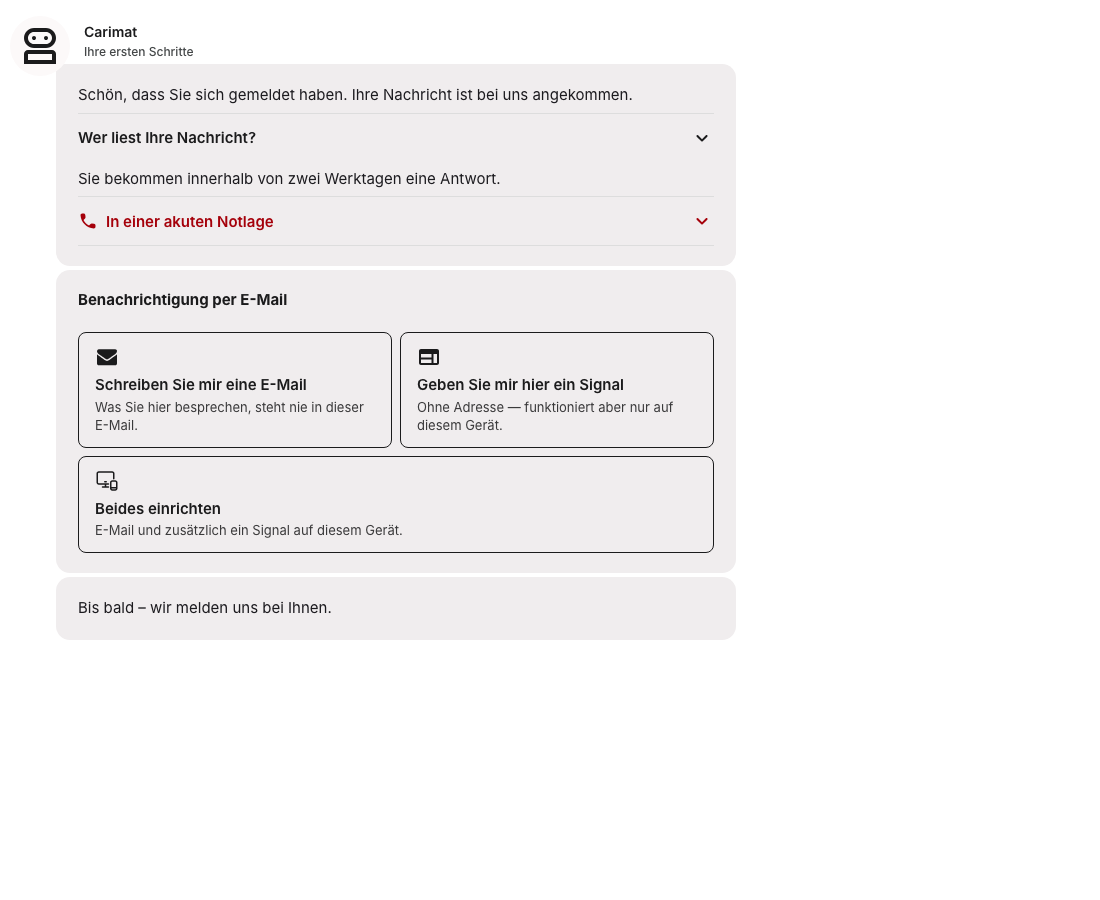 Carimat
Ihre ersten Schritte
Schön, dass Sie sich gemeldet haben. Ihre Nachricht ist bei uns angekommen.
Wer liest Ihre Nachricht?
Sie bekommen innerhalb von zwei Werktagen eine Antwort.
In einer akuten Notlage
Benachrichtigung per E-Mail
Schreiben Sie mir eine E-Mail
Was Sie hier besprechen, steht nie in dieser
E-Mail.
Geben Sie mir hier ein Signal
Ohne Adresse — funktioniert aber nur auf
diesem Gerät.
Beides einrichten
E-Mail und zusätzlich ein Signal auf diesem Gerät.
Bis bald – wir melden uns bei Ihnen.